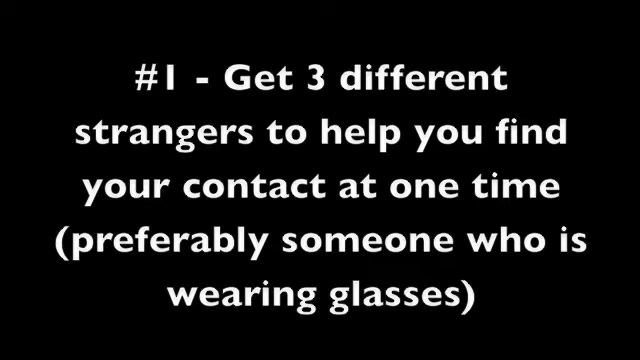 #1 - Get 3 different
strangers to help you find
your contact at one time
(preferably someone who is
wearing glasses)